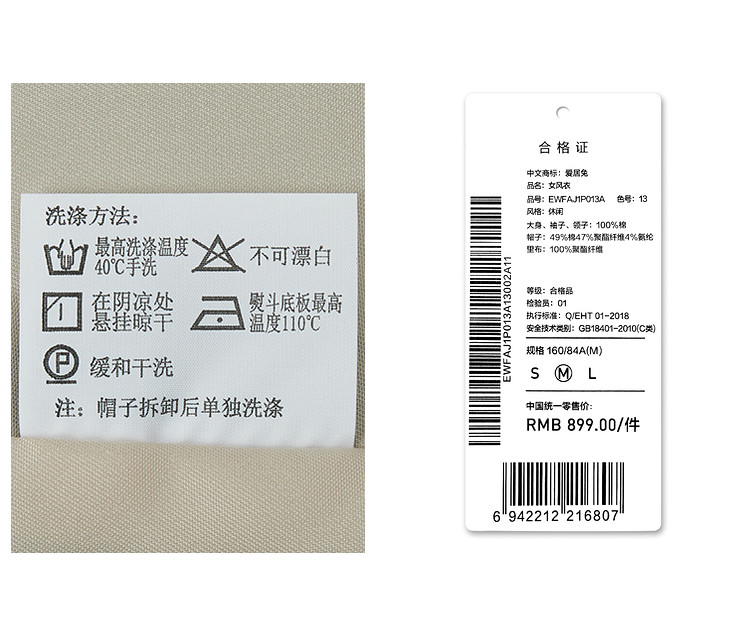 洗涤方法：
最高洗涤温度
40℃手洗
不可漂白
在阴凉处
悬挂晾干
熨斗底板最高
温度110℃
P
缓和干洗
注：帽子拆卸后单独洗涤
合格证
中文商标：爱居兔
品名：女风衣
品号：EWFAJ1P013A 色号：13
风格：休闲
大身、袖子、领子：100%棉
帽子：49%棉47%聚酯纤维4%氨纶
里布：100%聚酯纤维
等级：合格品
检验员：01
执行标准：Q/EHT 01-2018
安全技术类别：GB18401-2010(C类)
规格 160/84A(M)
S M L
中国统一零售价：
RMB 899.00/件
EWFAJ1P013A13002A11
6 942212 216807